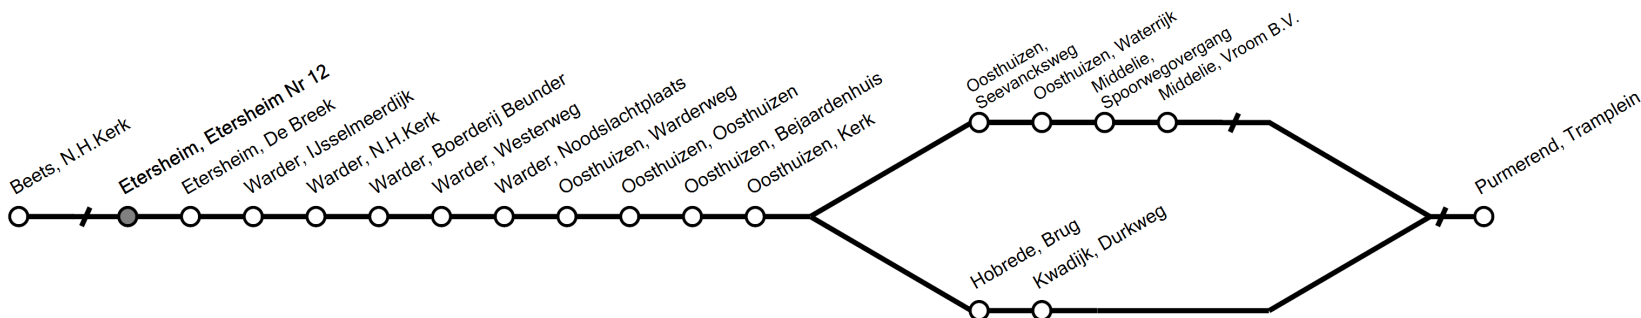 Beets, N.H.Kerk
Etersheim, Etersheim Nr 12
Etersheim, De Breek
Warder, IJsselmeerdijk
Warder, N.H.Kerk
Warder, Boerderij Beunder
Warder, Westerweg
Warder, Noodslachtplaats
Oosthuizen, Warderweg
Oosthuizen, Oosthuizen
Oosthuizen, Bejaardenhuis
Oosthuizen, Kerk
Oosthuizen,
Seevancksweg
Oosthuizen, Waterrijk
Middelie,
Spoorwegovergang
Middelie, Vroom B.V.
Hobrede, Brug
Kwadijk, Durkweg
Purmerend, Tramplein